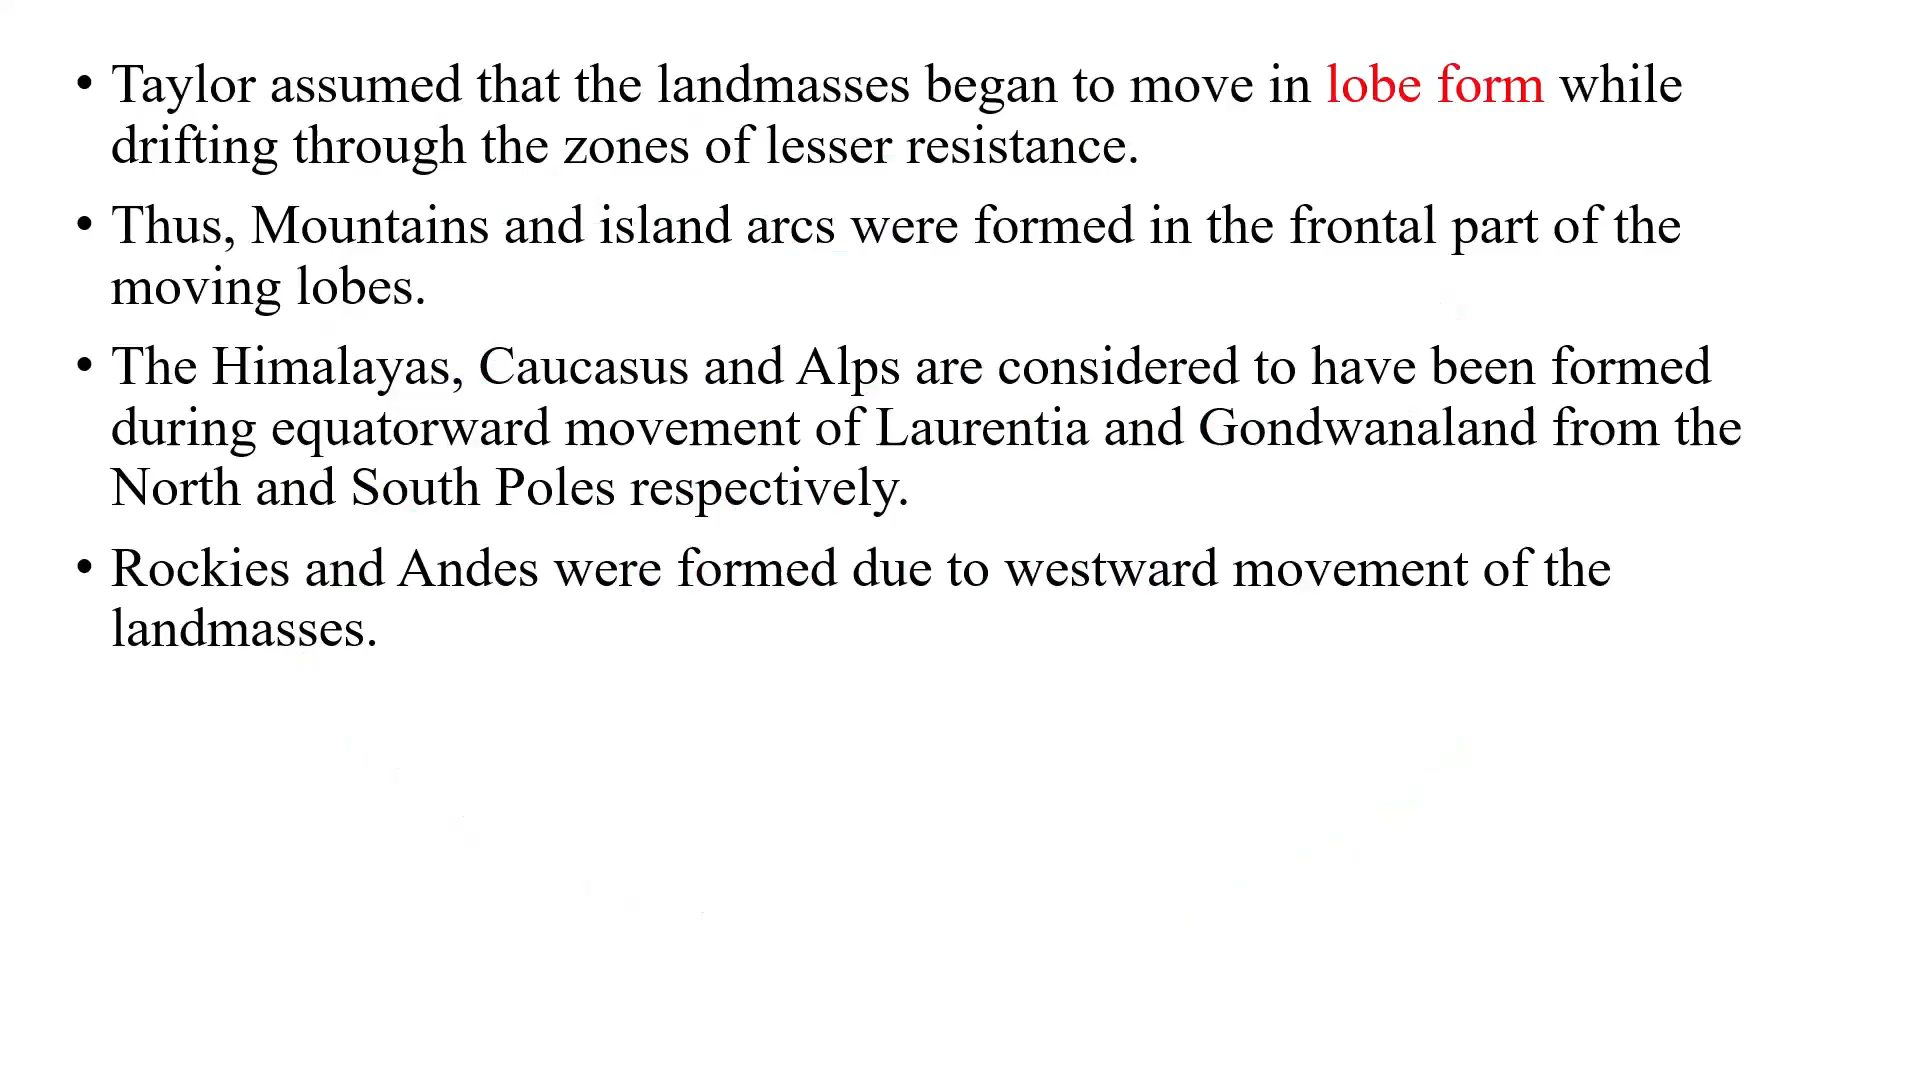 • Taylor assumed that the landmasses began to move in lobe form while
drifting through the zones of lesser resistance.
• Thus, Mountains and island arcs were formed in the frontal part of the
moving lobes.
• The Himalayas, Caucasus and Alps are considered to have been formed
during equatorward movement of Laurentia and Gondwanaland from the
North and South Poles respectively.
• Rockies and Andes were formed due to westward movement of the
landmasses.